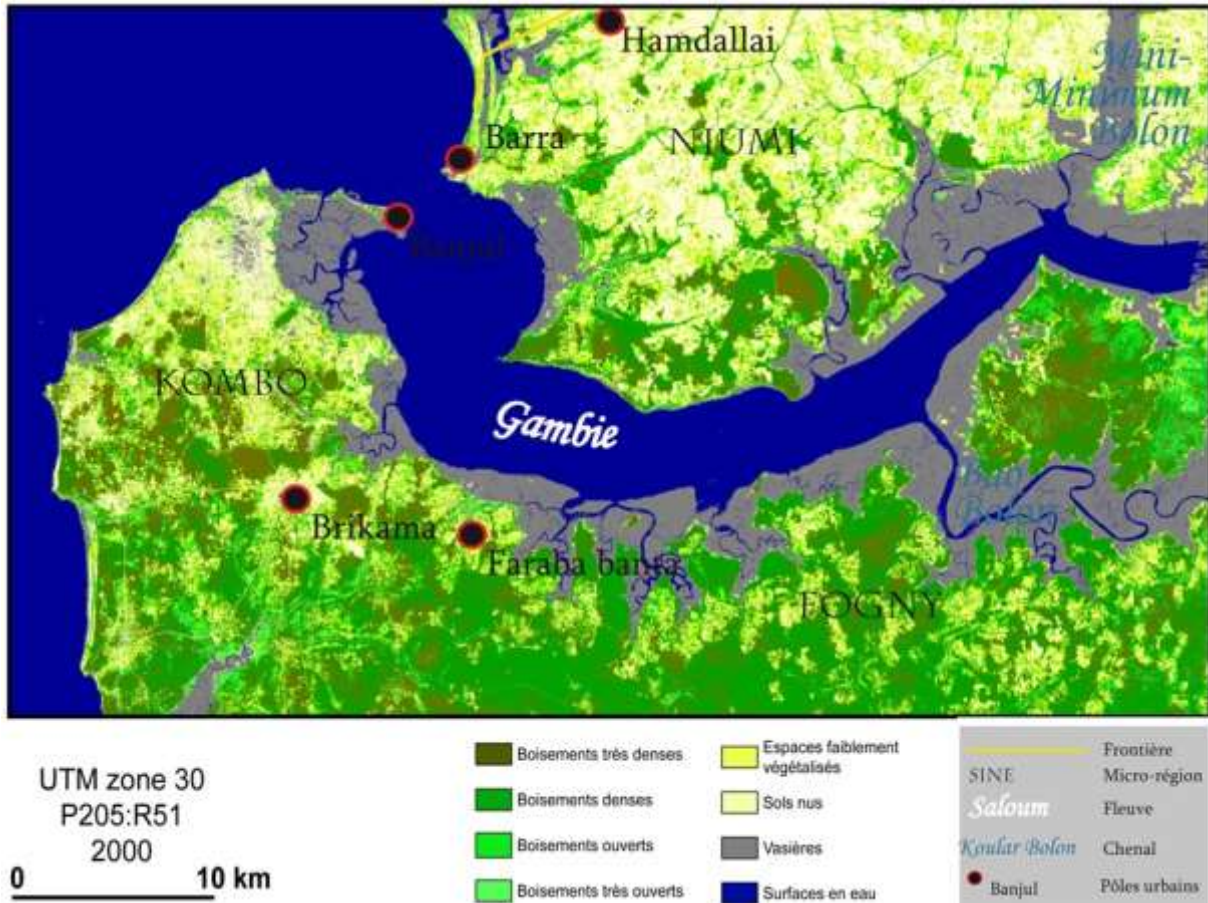 Hamdallai
Mini-
Minimum
Bolon
NIUMI
Barra
Banjul
KOMBO
Gambie
Brikama
Faraba banta
FOGNY
UTM zone 30
P205:R51
2000
0 10 km
Boisements très denses
Boisements denses
Boisements ouverts
Boisements très ouverts
Espaces faiblement
végétalisés
Sols nus
Vasières
Surfaces en eau
Frontière
SINE Micro-région
Saloum Fleuve
Koular Bolon Chenal
Banjul Pôles urbains